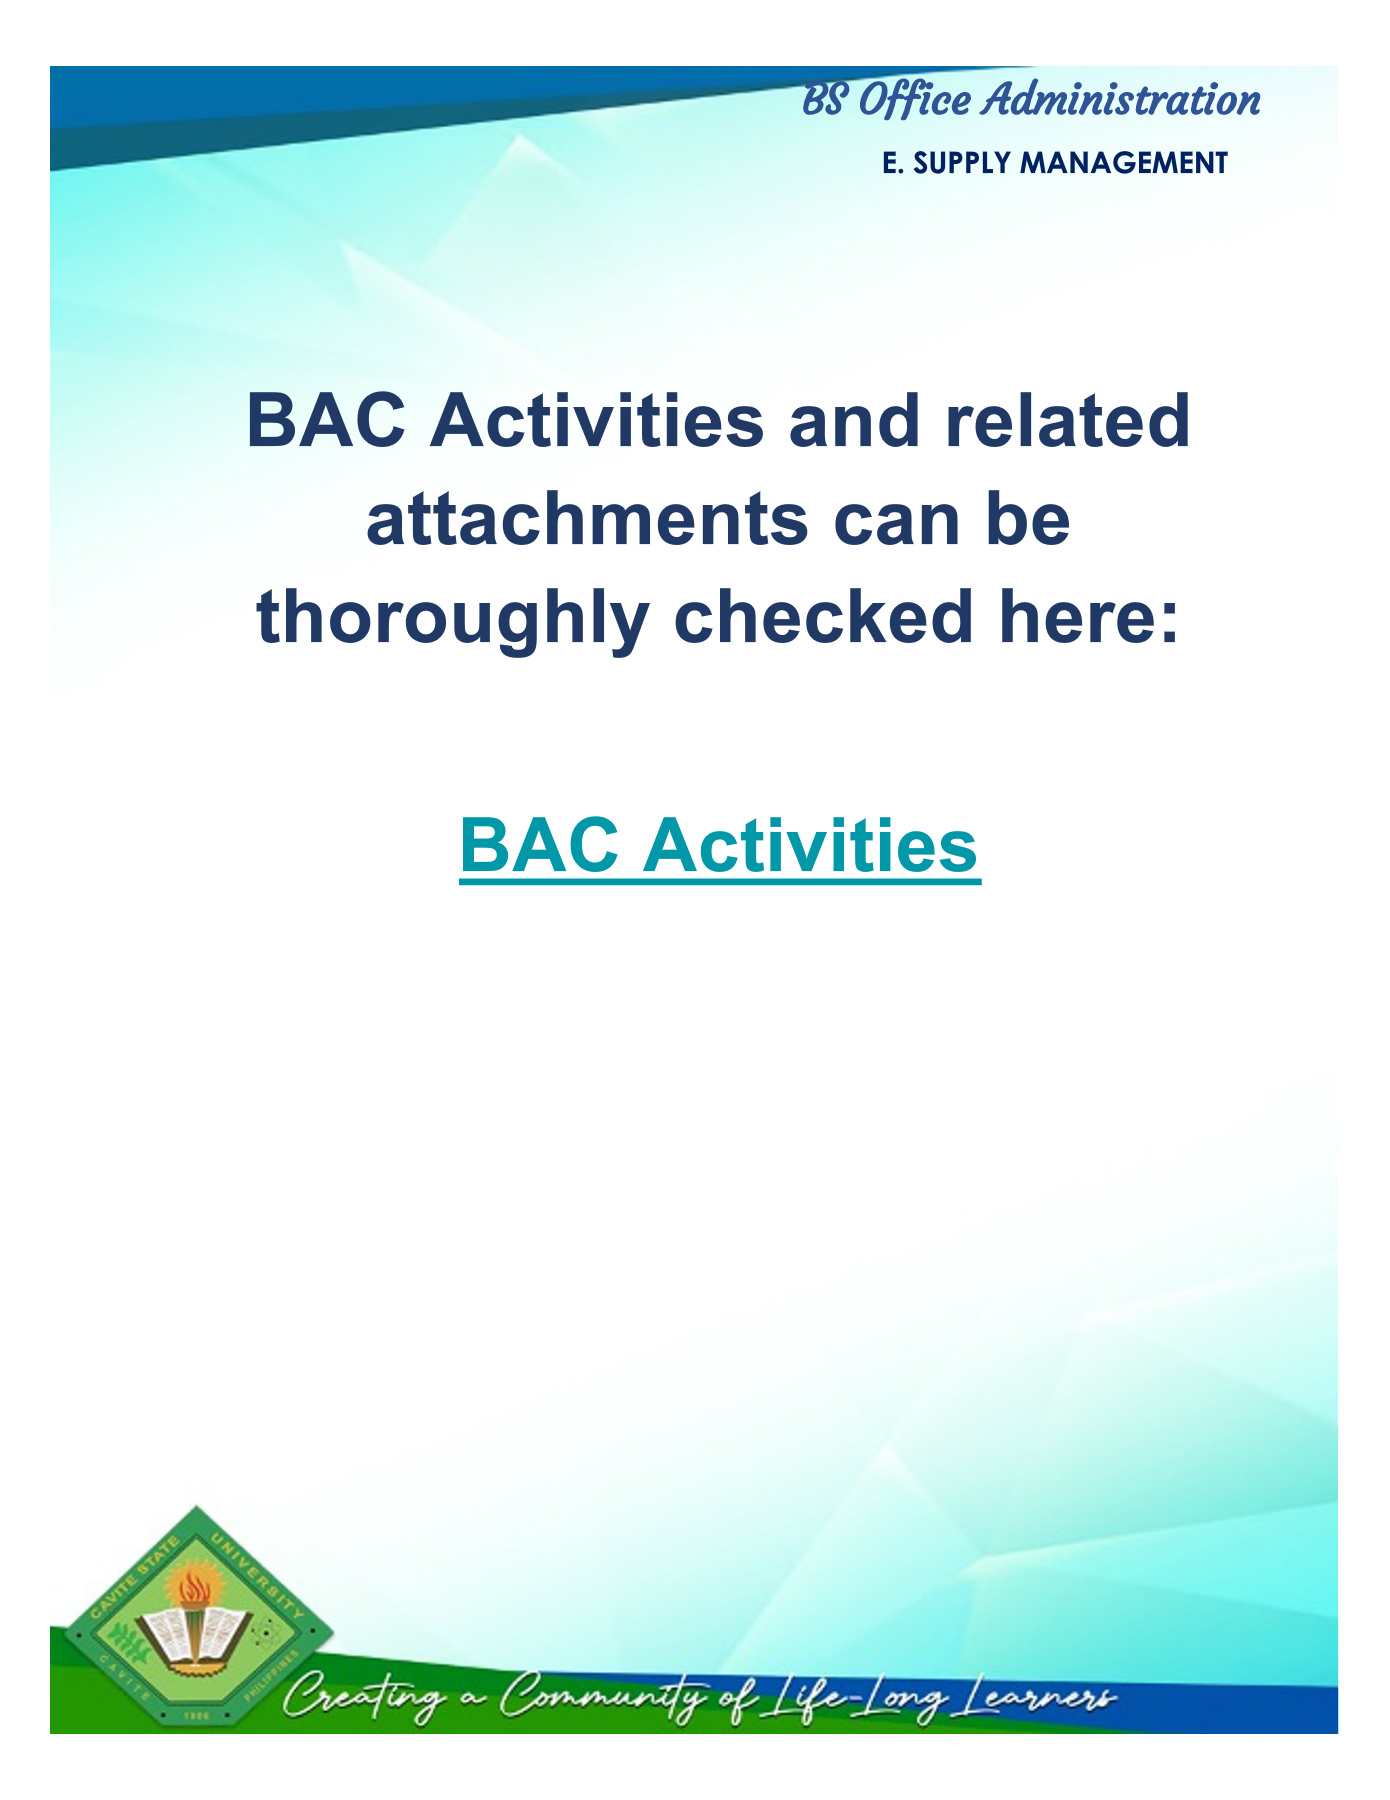 BS Office Administration
E. SUPPLY MANAGEMENT
BAC Activities and related
attachments can be
thoroughly checked here:
BAC Activities
CAVITE STATE UNIVERSITY
CAVITE
PHILIPPINES
1906
Creating a Community of Life-Long Learners